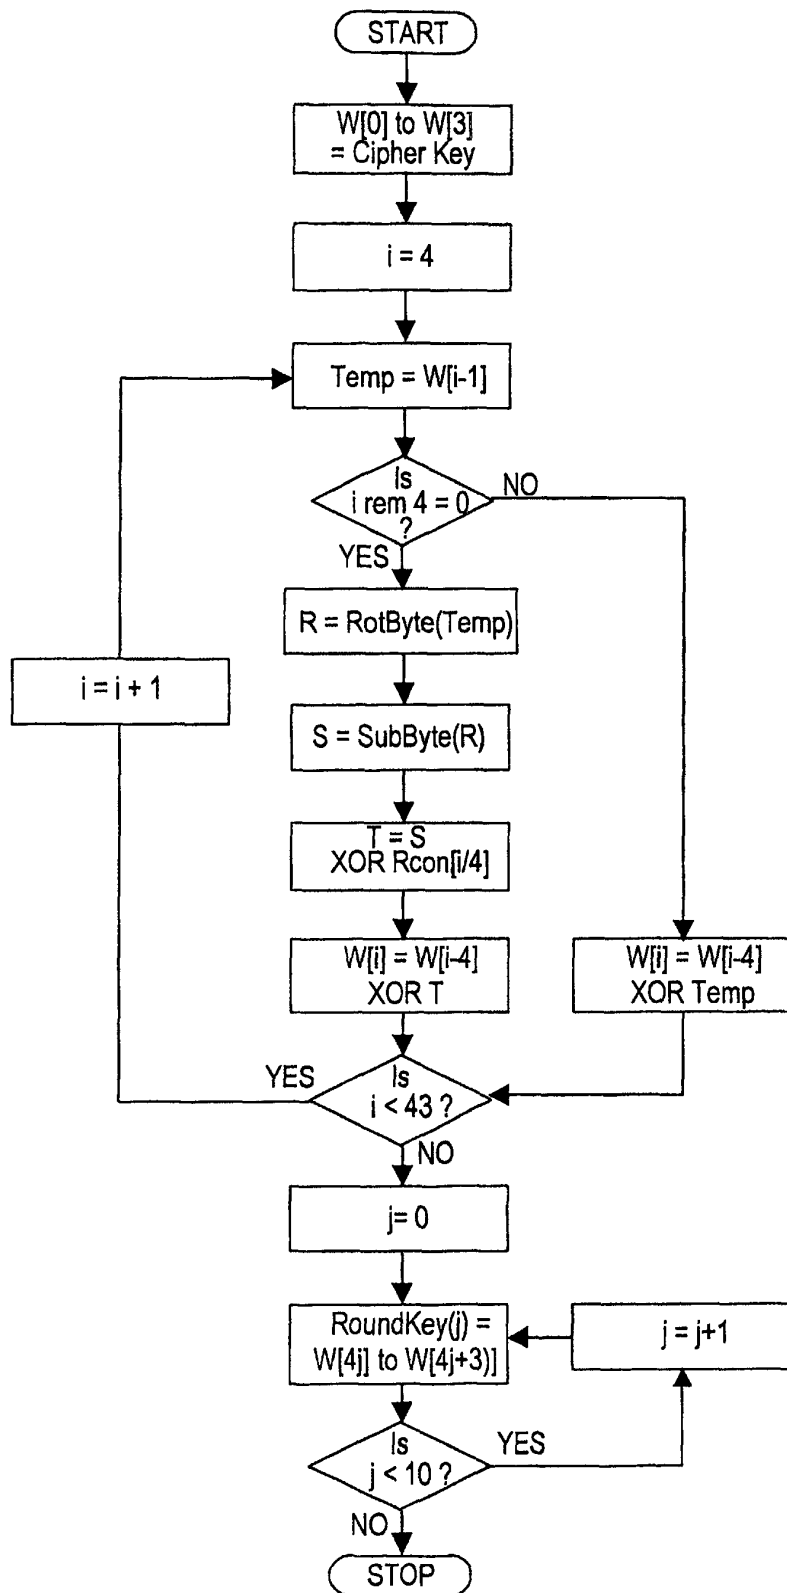 START
W[0] to W[3]
= Cipher Key
i = 4
Temp = W[i-1]
Is
i rem 4 = 0
?
NO
YES
R = RotByte(Temp)
i = i + 1
S = SubByte(R)
T = S
XOR Rcon[i/4]
W[i] = W[i-4]
XOR T
W[i] = W[i-4]
XOR Temp
YES
Is
i < 43 ?
NO
j= 0
RoundKey(j) =
W[4j] to W[4j+3)]
j = j+1
Is
j < 10 ?
YES
NO
STOP